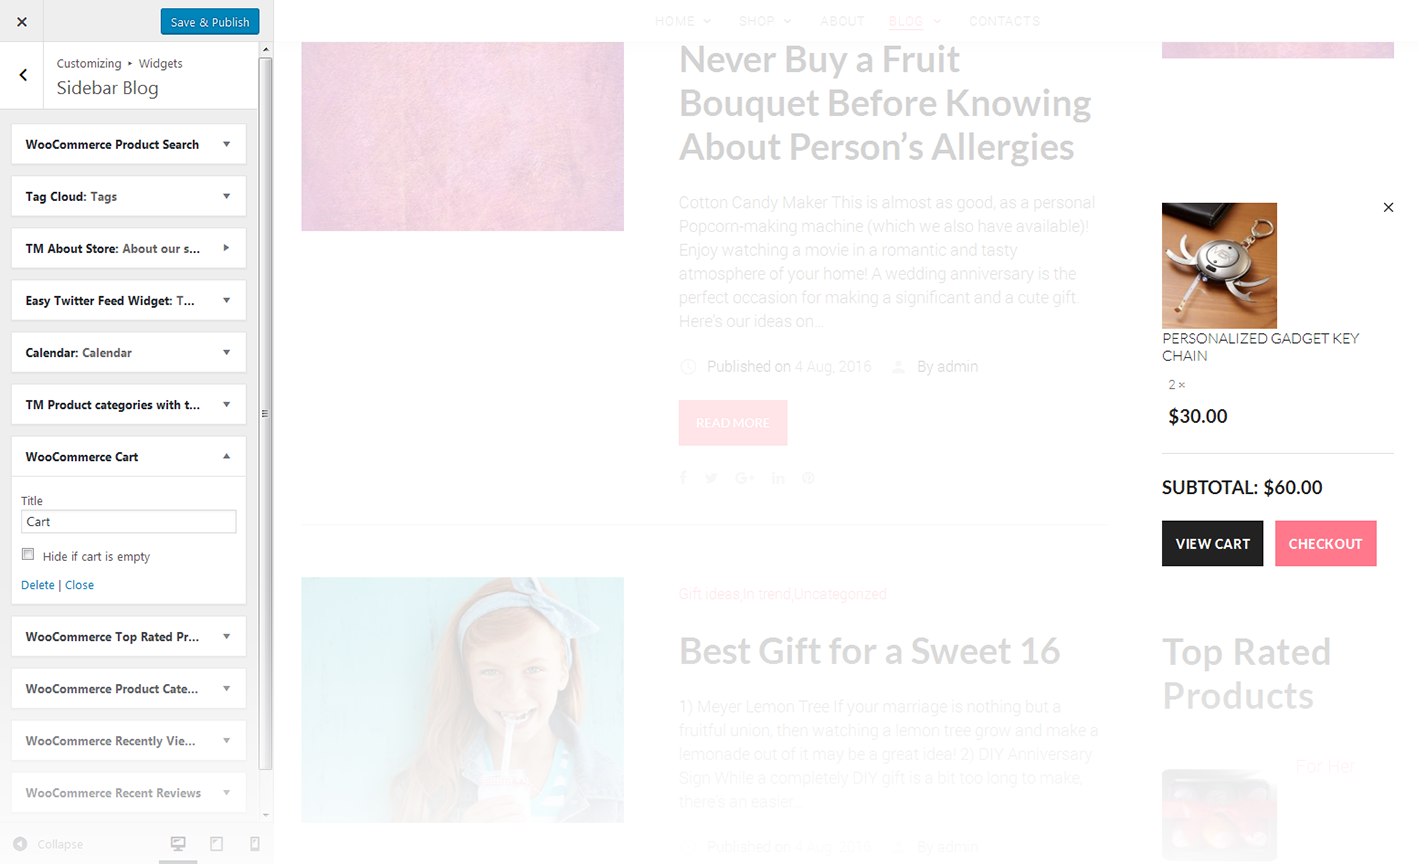 Save & Publish
Customizing ▸ Widgets
Sidebar Blog
WooCommerce Product Search
Tag Cloud: Tags
TM About Store: About our s...
Easy Twitter Feed Widget: T...
Calendar: Calendar
TM Product categories with t...
WooCommerce Cart
Title
Cart
Hide if cart is empty
Delete | Close
WooCommerce Top Rated Pr...
WooCommerce Product Cate...
WooCommerce Recently Vie...
WooCommerce Recent Reviews
Collapse
HOME SHOP ABOUT BLOG CONTACTS
Never Buy a Fruit
Bouquet Before Knowing
About Person’s Allergies
Cotton Candy Maker This is almost as good, as a personal
Popcorn-making machine (which we also have available)!
Enjoy watching a movie in a romantic and tasty
atmosphere of your home! A wedding anniversary is the
perfect occasion for making a significant and a cute gift.
Here’s our ideas on…
Published on 4 Aug, 2016 By admin
READ MORE
Gift ideas,In trend,Uncategorized
Best Gift for a Sweet 16
1) Meyer Lemon Tree If your marriage is nothing but a
fruitful union, then watching a lemon tree grow and make a
lemonade out of it may be a great idea! 2) DIY Anniversary
Sign While a completely DIY gift is a bit too long to make,
there’s an easier…
Published on 4 Aug, 2016 By admin
PERSONALIZED GADGET KEY
CHAIN
2 ×
$30.00
SUBTOTAL: $60.00
VIEW CART CHECKOUT
Top Rated
Products
For Her